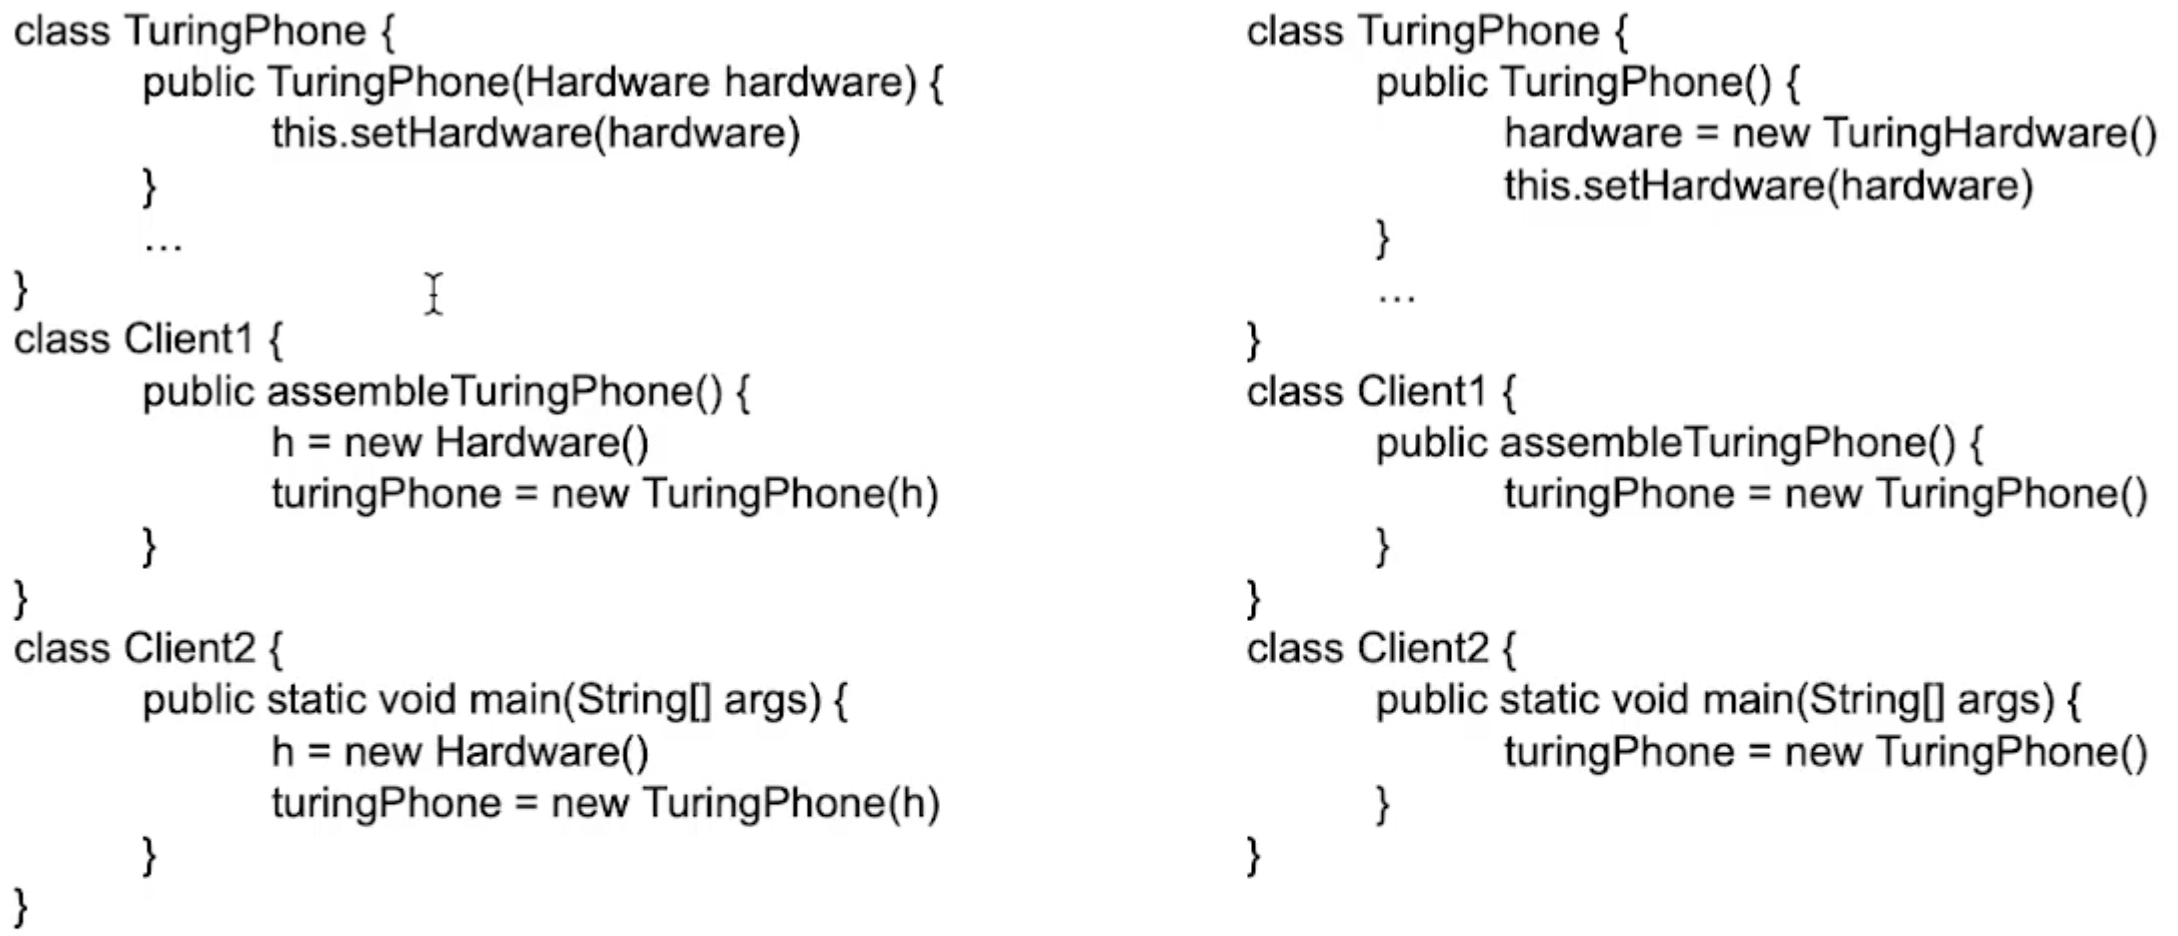 class TuringPhone {
public TuringPhone(Hardware hardware) {
this.setHardware(hardware)
}
...
}
class Client1 {
public assembleTuringPhone() {
h = new Hardware()
turingPhone = new TuringPhone(h)
}
}
class Client2 {
public static void main(String[] args) {
h = new Hardware()
turingPhone = new TuringPhone(h)
}
}
class TuringPhone {
public TuringPhone() {
hardware = new TuringHardware()
this.setHardware(hardware)
}
...
}
class Client1 {
public assembleTuringPhone() {
turingPhone = new TuringPhone()
}
}
class Client2 {
public static void main(String[] args) {
turingPhone = new TuringPhone()
}
}